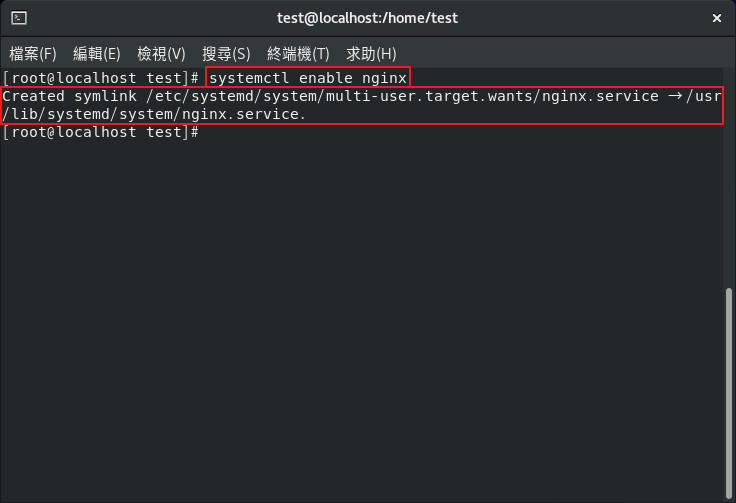 test@localhost:/home/test
檔案(F) 編輯(E) 檢視(V) 搜尋(S) 終端機(T) 求助(H)
[root@localhost test]# systemctl enable nginx
Created symlink /etc/systemd/system/multi-user.target.wants/nginx.service → /usr
/lib/systemd/system/nginx.service.
[root@localhost test]#